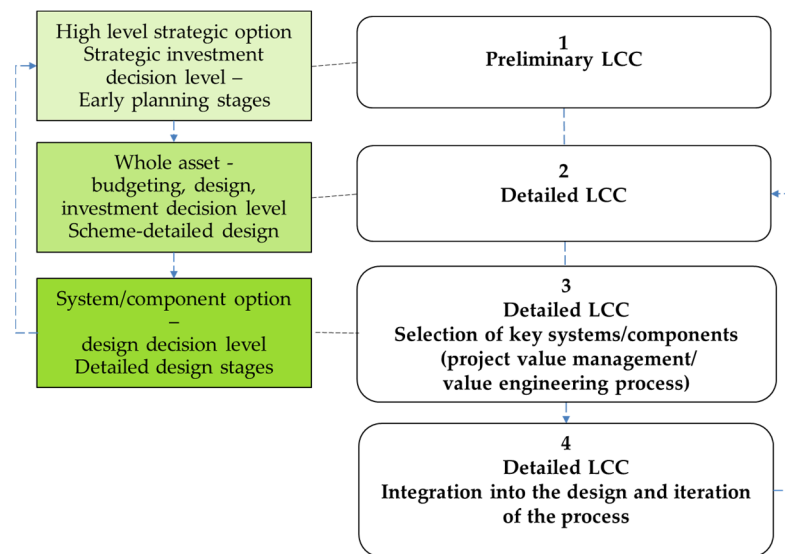 High level strategic option
Strategic investment
decision level –
Early planning stages
1
Preliminary LCC
Whole asset -
budgeting, design,
investment decision level
Scheme-detailed design
2
Detailed LCC
System/component option
–
design decision level
Detailed design stages
3
Detailed LCC
Selection of key systems/components
(project value management/
value engineering process)
4
Detailed LCC
Integration into the design and iteration
of the process